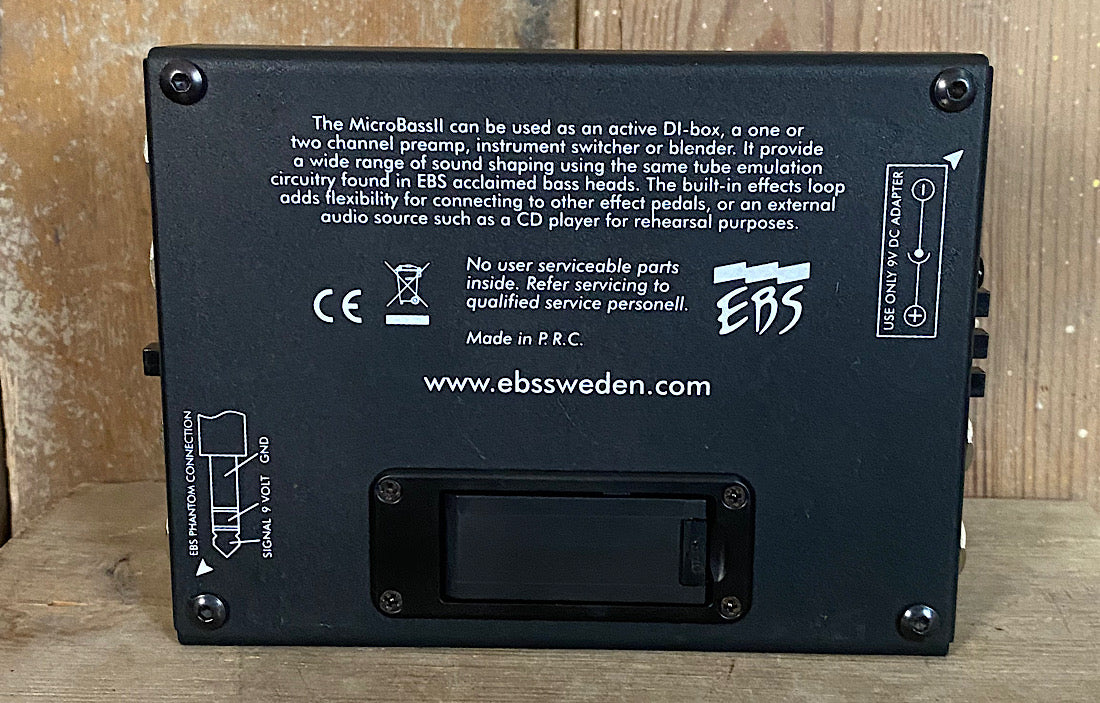 The MicroBassII can be used as an active DI-box, a one or
two channel preamp, instrument switcher or blender. It provide
a wide range of sound shaping using the same tube emulation
circuitry found in EBS acclaimed bass heads. The built-in effects loop
adds flexibility for connecting to other effect pedals, or an external
audio source such as a CD player for rehearsal purposes.
USE ONLY 9V DC ADAPTER
CE
No user serviceable parts
inside. Refer servicing to
qualified service personell.
Made in P.R.C.
EBS
www.ebssweden.com
EBS PHANTOM CONNECTION
SIGNAL 9 VOLT GND